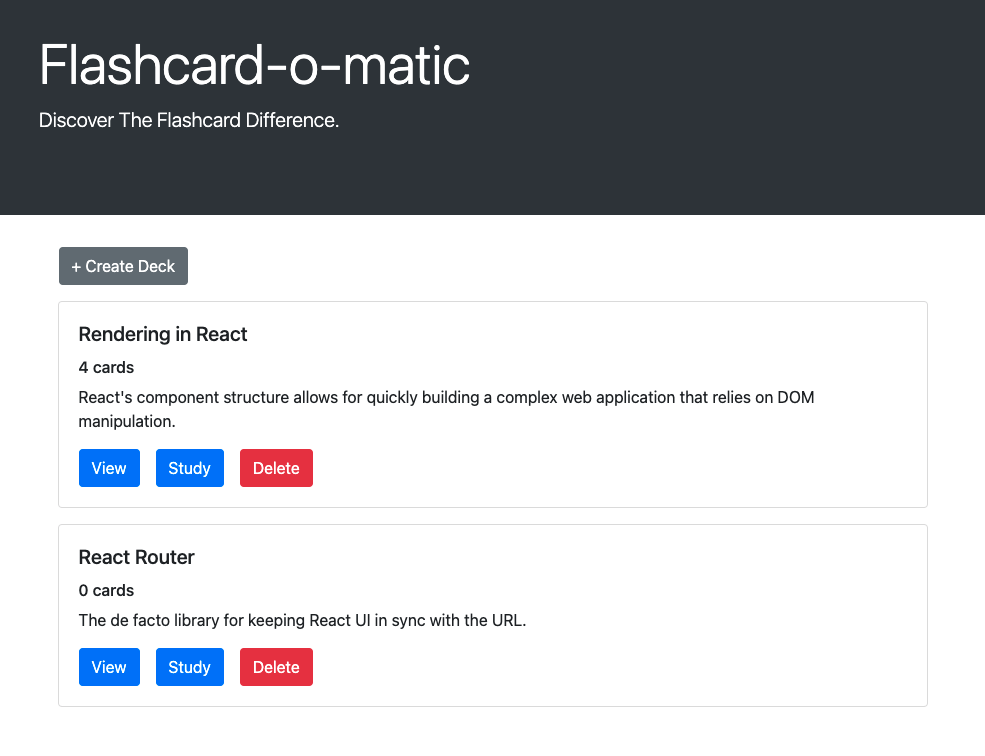 Flashcard-o-matic
Discover The Flashcard Difference.
+ Create Deck
Rendering in React
4 cards
React's component structure allows for quickly building a complex web application that relies on DOM
manipulation.
View Study Delete
React Router
0 cards
The de facto library for keeping React UI in sync with the URL.
View Study Delete